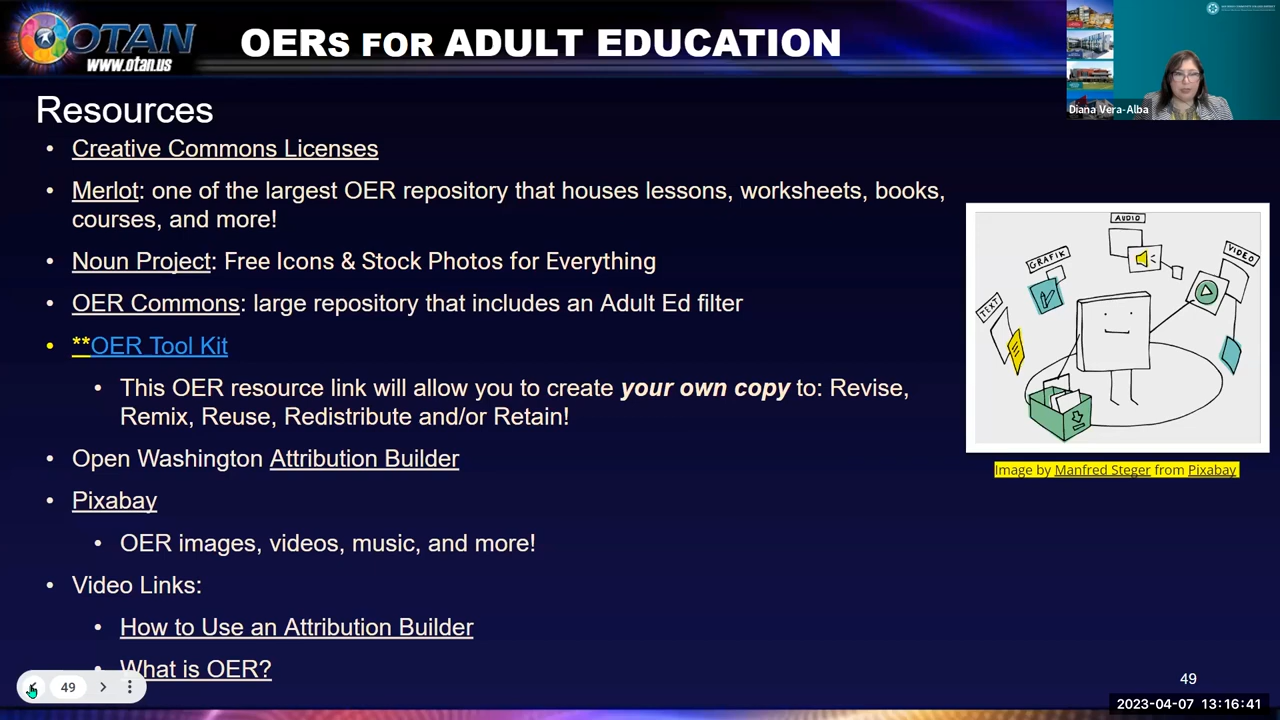 OTAN
www.otan.us
OERs for ADULT EDUCATION
Diana Vera-Alba
Resources
• Creative Commons Licenses
• Merlot: one of the largest OER repository that houses lessons, worksheets, books,
courses, and more!
• Noun Project: Free Icons & Stock Photos for Everything
• OER Commons: large repository that includes an Adult Ed filter
• **OER Tool Kit
• This OER resource link will allow you to create your own copy to: Revise,
Remix, Reuse, Redistribute and/or Retain!
• Open Washington Attribution Builder
• Pixabay
• OER images, videos, music, and more!
• Video Links:
• How to Use an Attribution Builder
• What is OER?
TEXT
GRAFIK
AUDIO
VIDEO
Image by Manfred Steger from Pixabay
49
49
2023-04-07 13:16:41